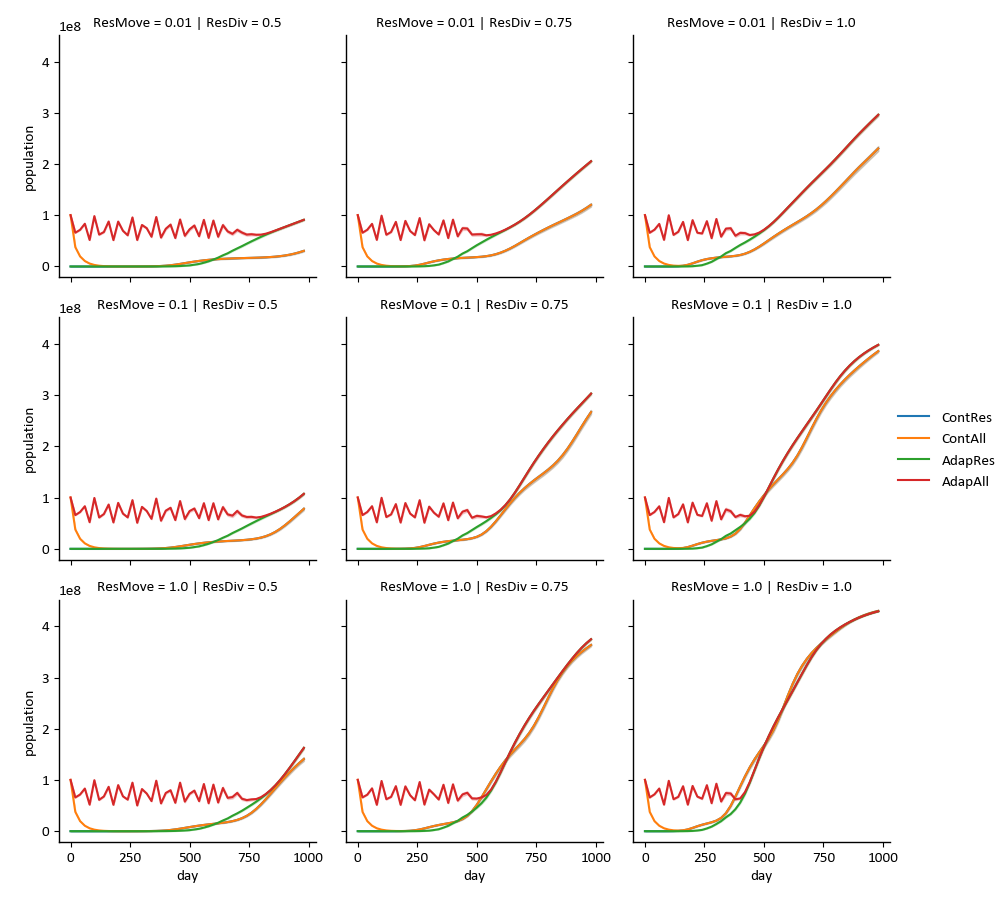 ResMove = 0.01 | ResDiv = 0.5
ResMove = 0.01 | ResDiv = 0.75
ResMove = 0.01 | ResDiv = 1.0
1e8
4
3
2
1
0
population
ResMove = 0.1 | ResDiv = 0.5
ResMove = 0.1 | ResDiv = 0.75
ResMove = 0.1 | ResDiv = 1.0
1e8
4
3
2
1
0
population
ContRes
ContAll
AdapRes
AdapAll
ResMove = 1.0 | ResDiv = 0.5
ResMove = 1.0 | ResDiv = 0.75
ResMove = 1.0 | ResDiv = 1.0
1e8
4
3
2
1
0
population
0 250 500 750 1000
0 250 500 750 1000
0 250 500 750 1000
day
day
day